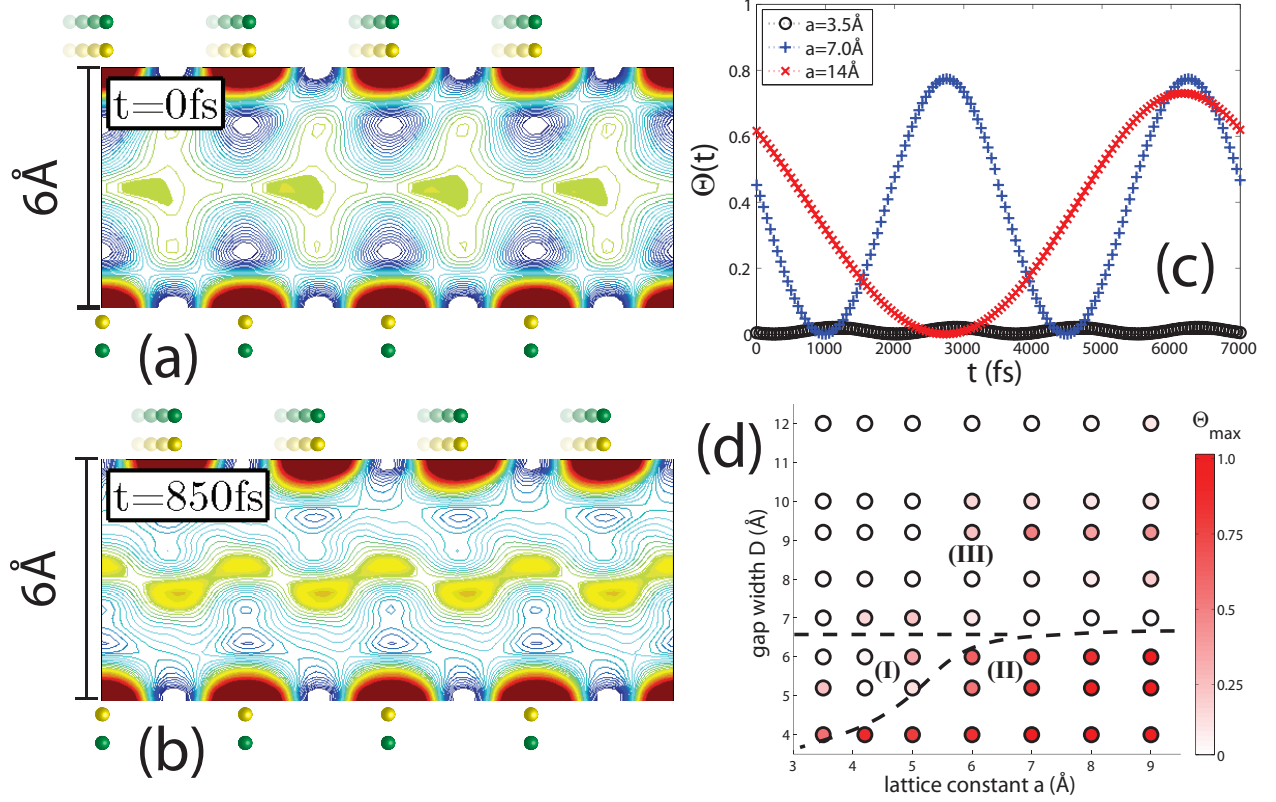 t=0fs
6Å
(a)
t=850fs
6Å
(b)
a=3.5Å
a=7.0Å
a=14Å
1
0.8
0.6
0.4
0.2
0
Θ(t)
0 1000 2000 3000 4000 5000 6000 7000
t (fs)
(c)
(d)
12
10
9
8
7
6
5
4
gap width D (Å)
3 4 5 6 7 8 9
lattice constant a (Å)
(III)
(I)
(II)
Θmax
1.0
0.75
0.5
0.25
0